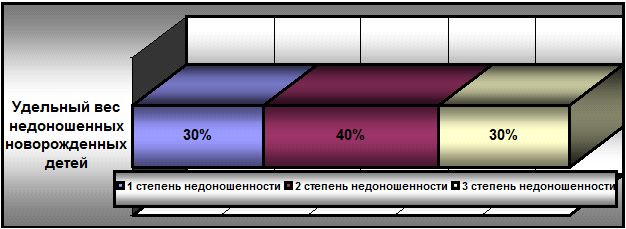 Удельный вес
недоношенных
новорожденных
детей
30%
40%
30%
1 степень недоношенности 2 степень недоношенности 3 степень недоношенности